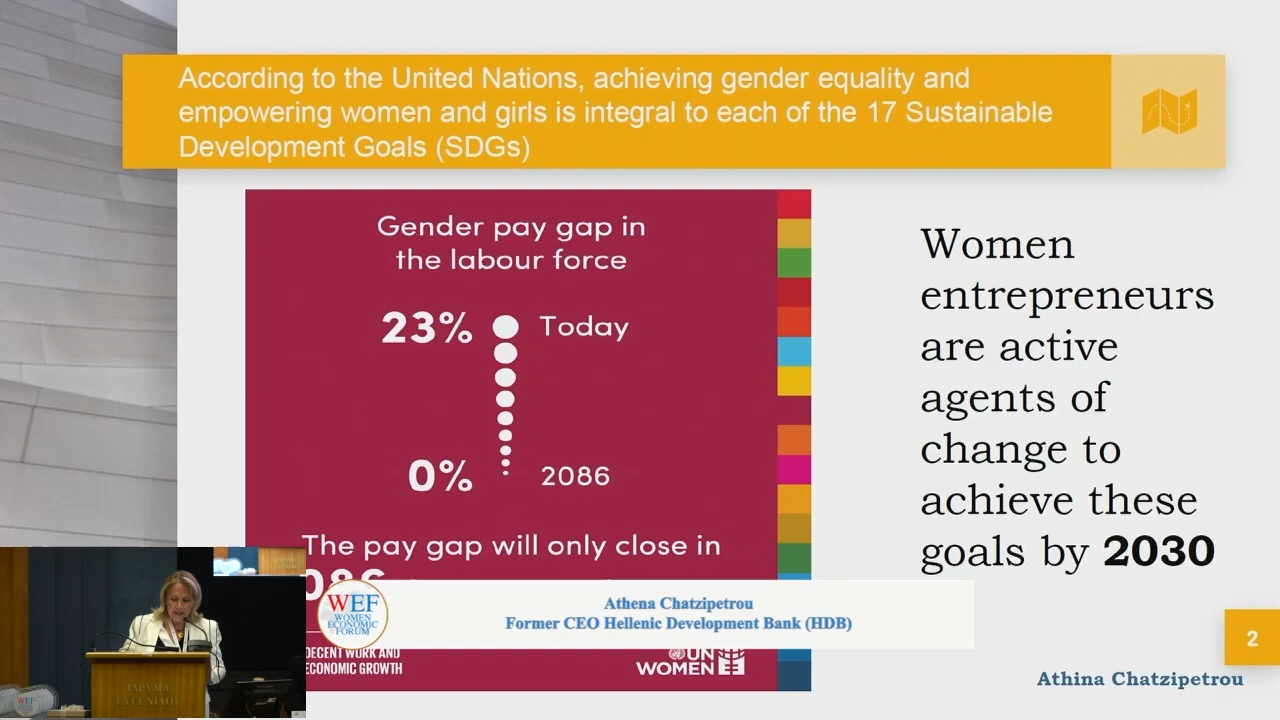 According to the United Nations, achieving gender equality and
empowering women and girls is integral to each of the 17 Sustainable
Development Goals (SDGs)
Gender pay gap in
the labour force
23% Today
0% 2086
The pay gap will only close in
Women
entrepreneurs
are active
agents of
change to
achieve these
goals by 2030
WEF
WOMEN
ECONOMIC
FORUM
Athena Chatzipetrou
Former CEO Hellenic Development Bank (HDB)
DECENT WORK AND
ECONOMIC GROWTH
UN
WOMEN
2
Athina Chatzipetrou
ΙΔΡΥΜΑ
ΕΥΓΕΝΙΔΟΥ
WEF